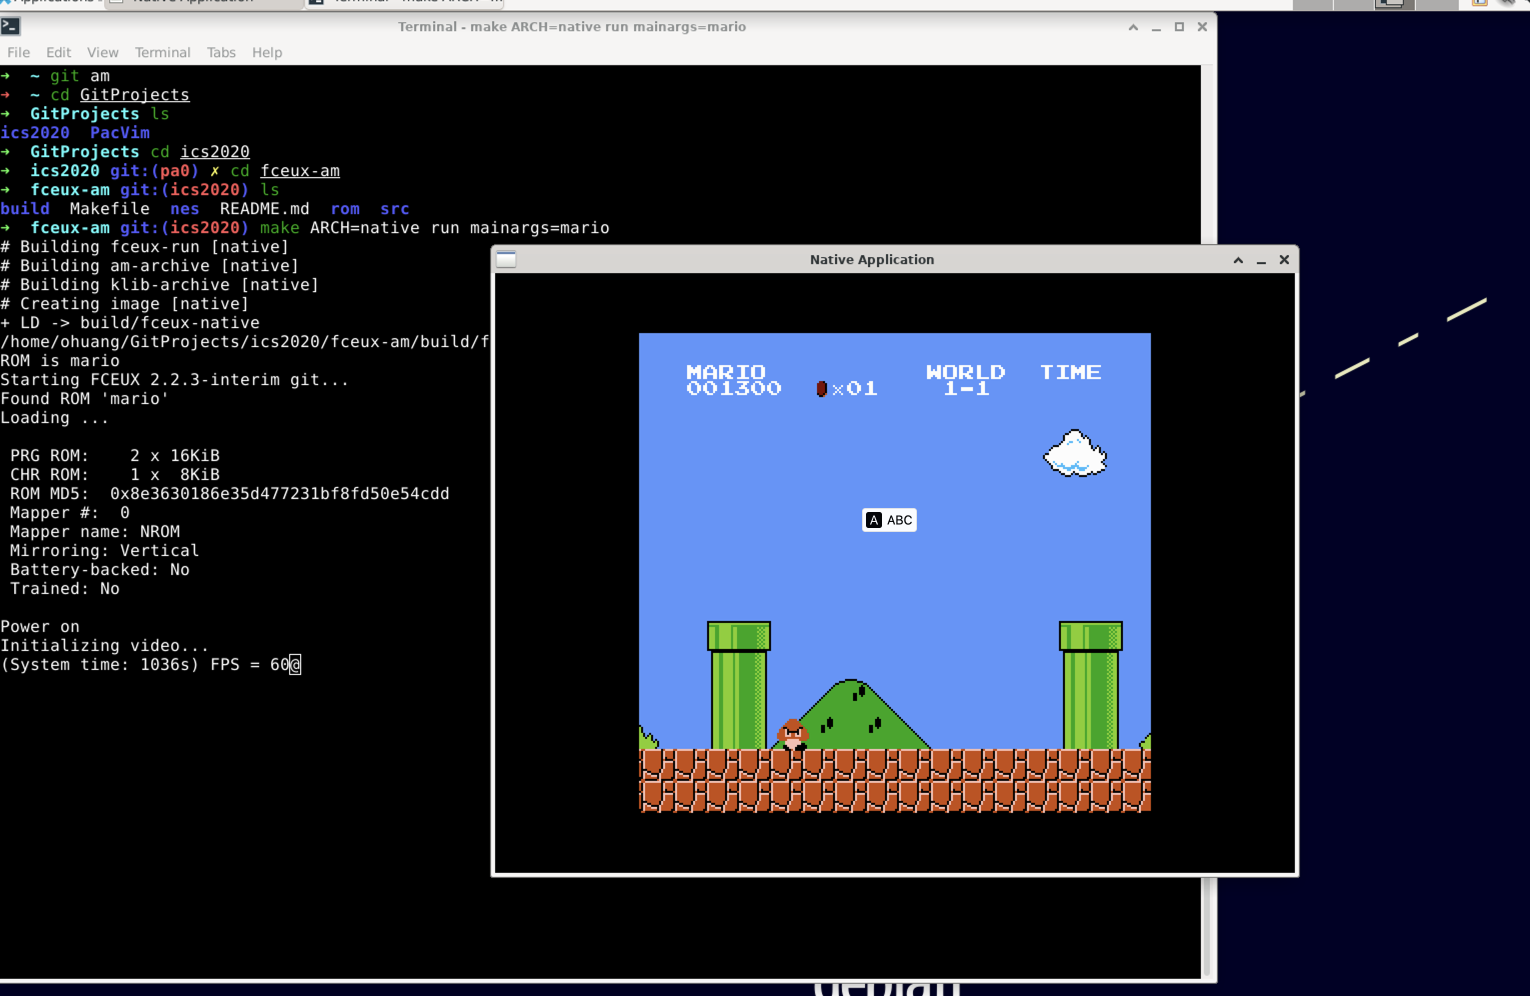 Terminal - make ARCH=native run mainargs=mario
File Edit View Terminal Tabs Help
➜ ~ git am
➜ ~ cd GitProjects
➜ GitProjects ls
ics2020 PacVim
➜ GitProjects cd ics2020
➜ ics2020 git:(pa0) ✗ cd fceux-am
➜ fceux-am git:(ics2020) ls
build Makefile nes README.md rom src
➜ fceux-am git:(ics2020) make ARCH=native run mainargs=mario
# Building fceux-run [native]
# Building am-archive [native]
# Building klib-archive [native]
# Creating image [native]
+ LD -> build/fceux-native
/home/ohuang/GitProjects/ics2020/fceux-am/build/f
ROM is mario
Starting FCEUX 2.2.3-interim git...
Found ROM 'mario'
Loading ...
PRG ROM: 2 x 16KiB
CHR ROM: 1 x 8KiB
ROM MD5: 0x8e3630186e35d477231bf8fd50e54cdd
Mapper #: 0
Mapper name: NROM
Mirroring: Vertical
Battery-backed: No
Trained: No
Power on
Initializing video...
(System time: 1036s) FPS = 60@
Native Application
MARIO WORLD TIME
001300 ×01 1-1
A ABC
debian